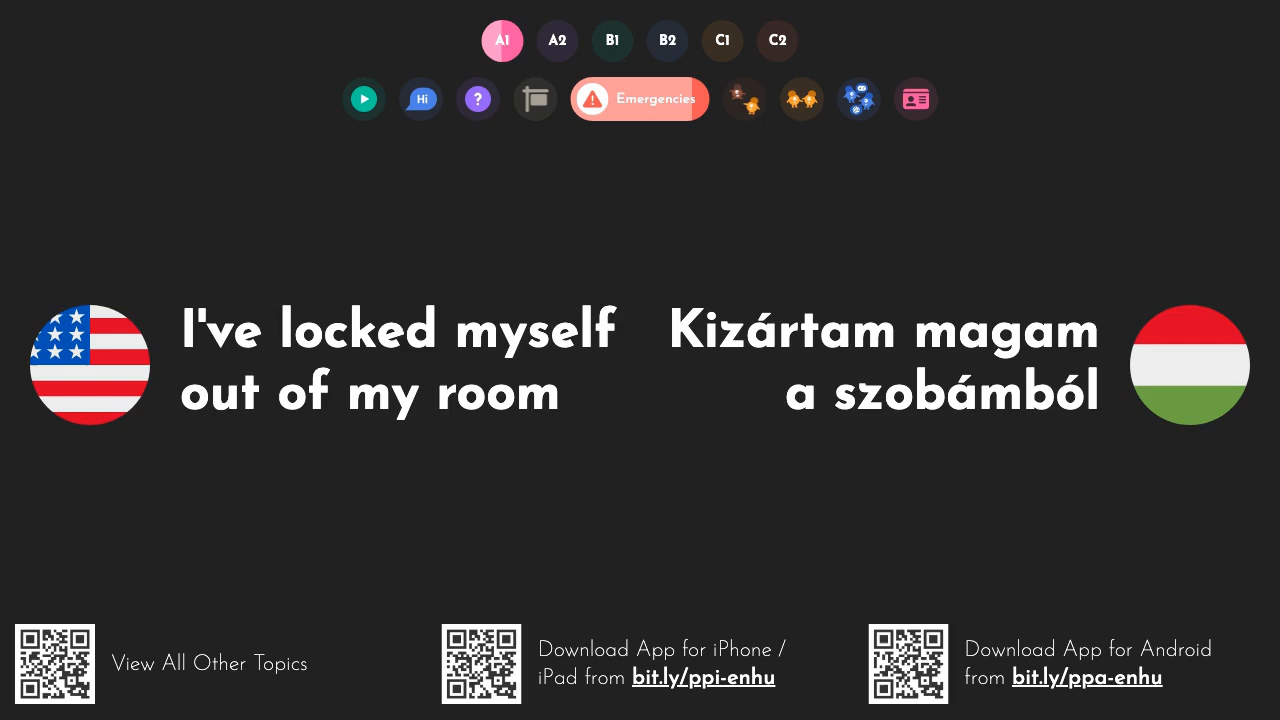 A1 A2 B1 B2 C1 C2
Hi ? Emergencies
I've locked myself
out of my room
Kizártam magam
a szobámból
View All Other Topics
Download App for iPhone /
iPad from bit.ly/ppi-enhu
Download App for Android
from bit.ly/ppa-enhu